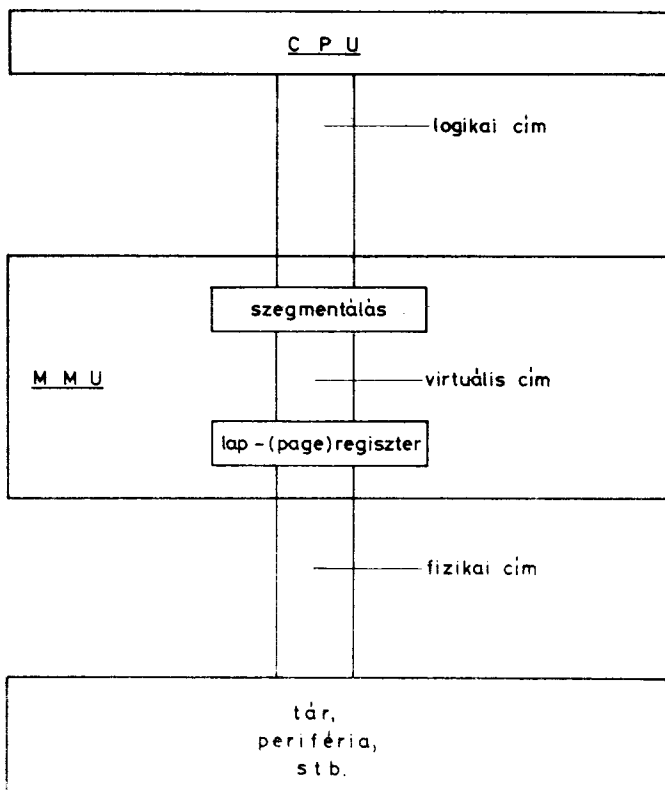 C P U
logikai cím
szegmentálás
M M U
virtuális cím
lap-(page) regiszter
fizikai cím
tár,
periféria,
stb.